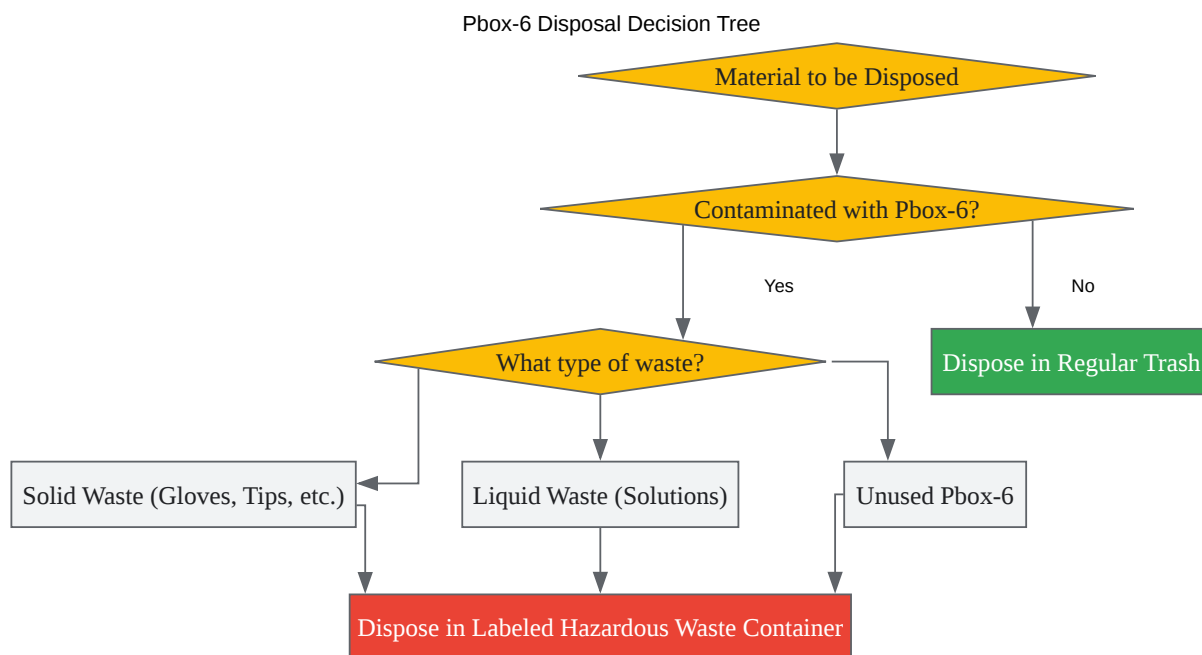 Pbox-6 Disposal Decision Tree
Material to be Disposed
Contaminated with Pbox-6?
Yes
No
What type of waste?
Dispose in Regular Trash
Solid Waste (Gloves, Tips, etc.)
Liquid Waste (Solutions)
Unused Pbox-6
Dispose in Labeled Hazardous Waste Container